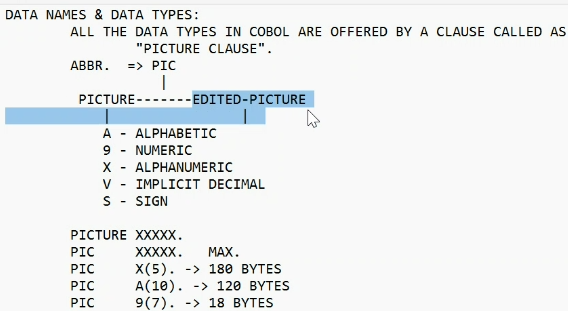 DATA NAMES & DATA TYPES:
ALL THE DATA TYPES IN COBOL ARE OFFERED BY A CLAUSE CALLED AS
"PICTURE CLAUSE".
ABBR. => PIC
|
PICTURE-------EDITED-PICTURE
| |
A - ALPHABETIC
9 - NUMERIC
X - ALPHANUMERIC
V - IMPLICIT DECIMAL
S - SIGN
PICTURE XXXXX.
PIC XXXXX. MAX.
PIC X(5). -> 180 BYTES
PIC A(10). -> 120 BYTES
PIC 9(7). -> 18 BYTES